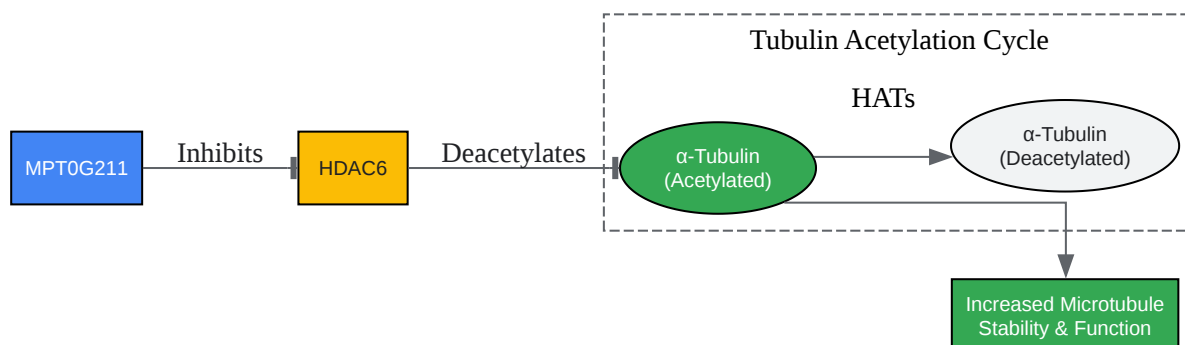 Tubulin Acetylation Cycle
HATs
MPT0G211
Inhibits
HDAC6
Deacetylates
α-Tubulin
(Acetylated)
α-Tubulin
(Deacetylated)
Increased Microtubule
Stability & Function